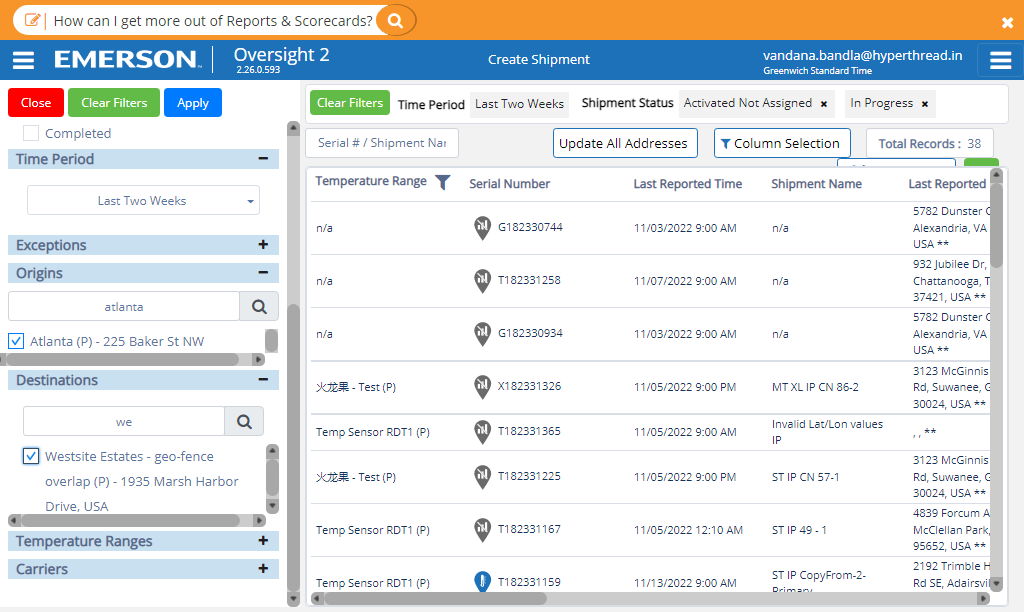 How can I get more out of Reports & Scorecards?
EMERSON
Oversight 2
2.26.0.593
Create Shipment
vandana.bandla@hyperthread.in
Greenwich Standard Time
Close
Clear Filters
Apply
Completed
Time Period
Last Two Weeks
Exceptions
Origins
atlanta
Atlanta (P) - 225 Baker St NW
Destinations
we
Westsite Estates - geo-fence
overlap (P) - 1935 Marsh Harbor
Drive, USA
Temperature Ranges
Carriers
Clear Filters Time Period Last Two Weeks Shipment Status Activated Not Assigned × In Progress ×
Serial # / Shipment Nar
Update All Addresses
Column Selection
Total Records : 38
Temperature Range Serial Number Last Reported Time Shipment Name Last Reported
n/a G182330744 11/03/2022 9:00 AM n/a
5782 Dunster C
Alexandria, VA
USA **
n/a T182331258 11/07/2022 9:00 AM n/a
932 Jubilee Dr,
Chattanooga, T
37421, USA **
n/a G182330934 11/03/2022 9:00 AM n/a
5782 Dunster C
Alexandria, VA
USA **
火龙果 - Test (P) X182331326 11/05/2022 9:00 PM MT XL IP CN 86-2
3123 McGinnis
Rd, Suwanee, G
30024, USA **
Temp Sensor RDT1 (P) T182331365 11/05/2022 9:00 AM
Invalid Lat/Lon values
IP
, , **
火龙果 - Test (P) T182331225 11/05/2022 9:00 PM ST IP CN 57-1
3123 McGinnis
Rd, Suwanee, G
30024, USA **
Temp Sensor RDT1 (P) T182331167 11/05/2022 12:10 AM ST IP 49 - 1
4839 Forcum A
McClellan Park,
95652, USA **
Temp Sensor RDT1 (P) T182331159 11/13/2022 9:00 AM
ST IP CopyFrom-2-
Primary
2192 Trimble H
Rd SE, Adairsvil